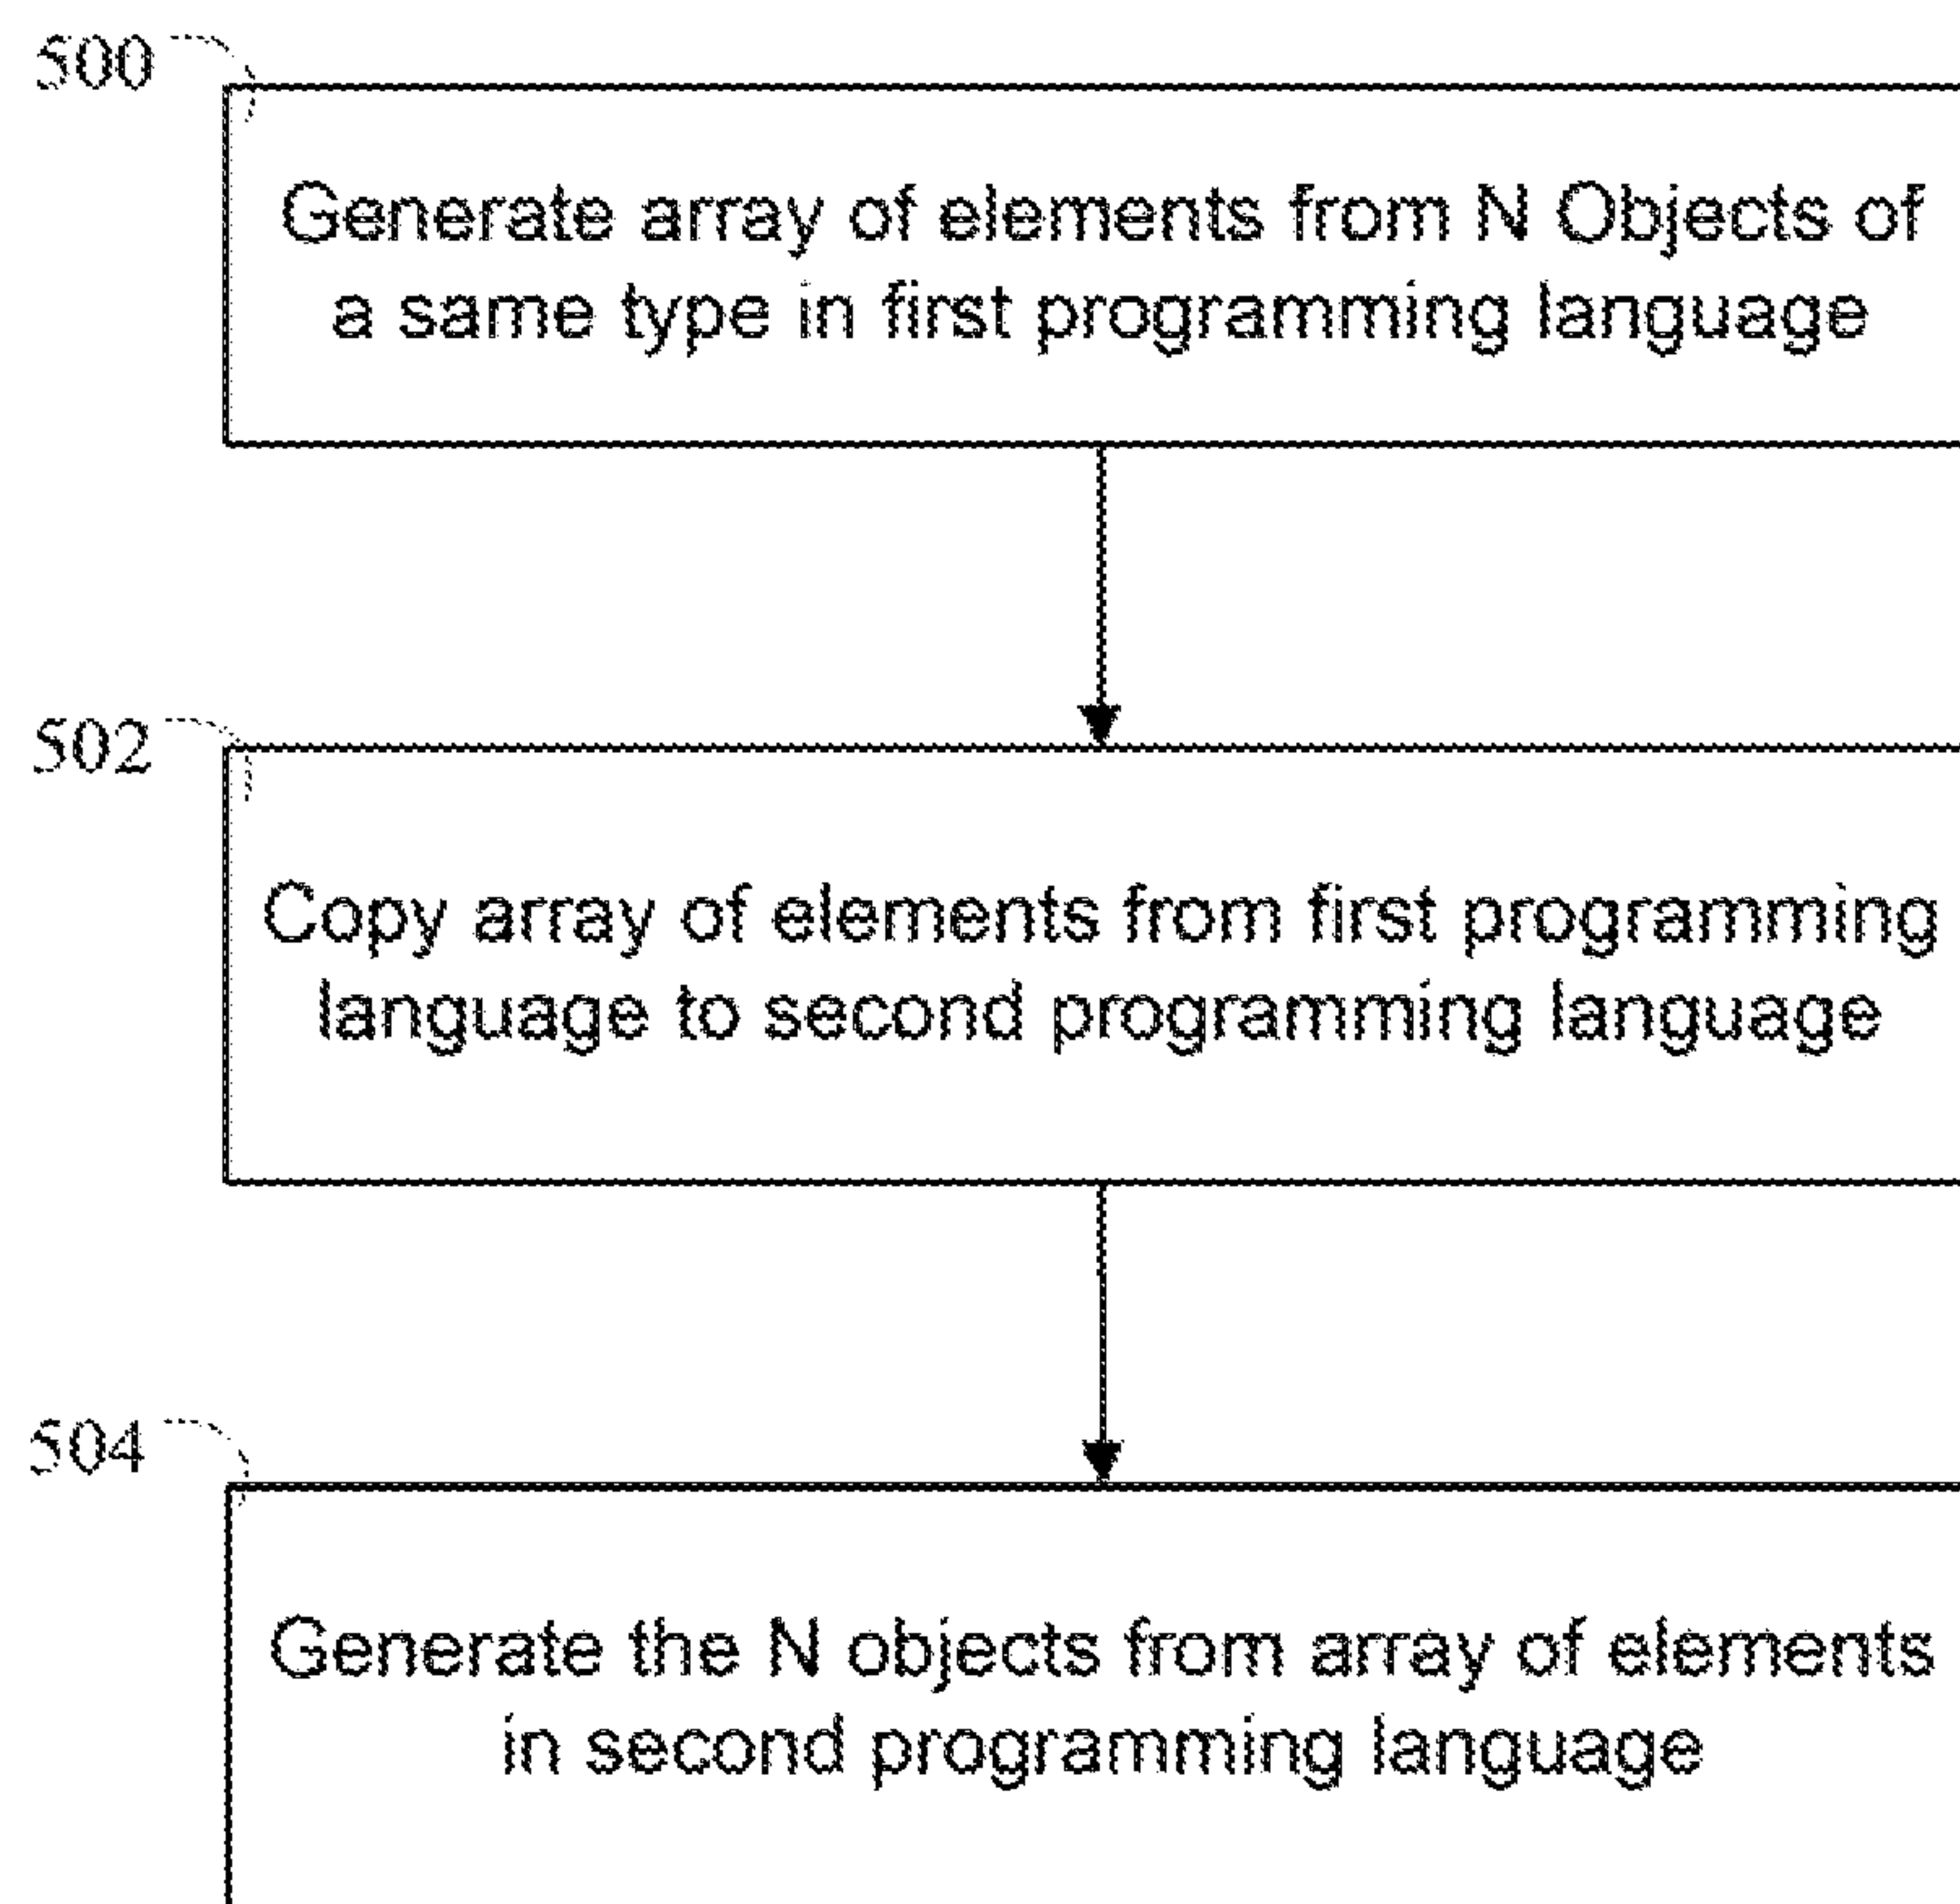 500
Generate array of elements from N Objects of
a same type in first programming language
502
Copy array of elements from first programming
language to second programming language
504
Generate the N objects from array of elements
in second programming language